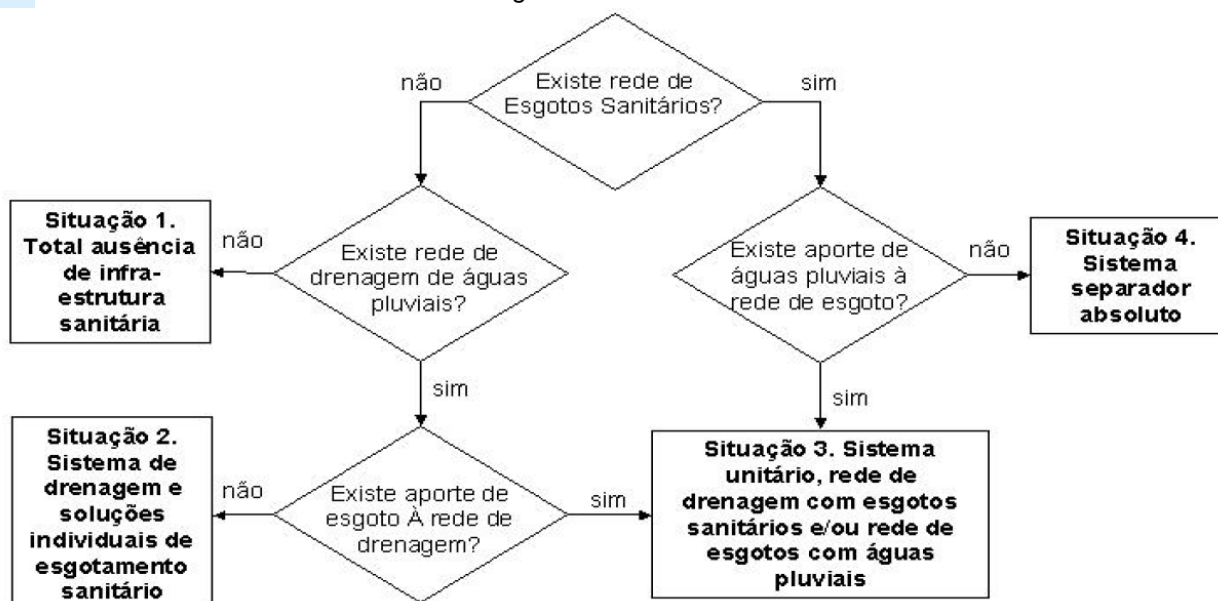 não
Existe rede de
Esgotos Sanitários?
sim
Situação 1.
Total ausência
de infra-
estrutura
sanitária
não
Existe rede de
drenagem de águas
pluviais?
Existe aporte de
águas pluviais à
rede de esgoto?
não
Situação 4.
Sistema
separador
absoluto
sim
sim
Situação 2.
Sistema de
drenagem e
soluções
individuais de
esgotamento
sanitário
não
Existe aporte de
esgoto À rede de
drenagem?
sim
Situação 3. Sistema
unitário, rede de
drenagem com esgotos
sanitários e/ou rede de
esgotos com águas
pluviais